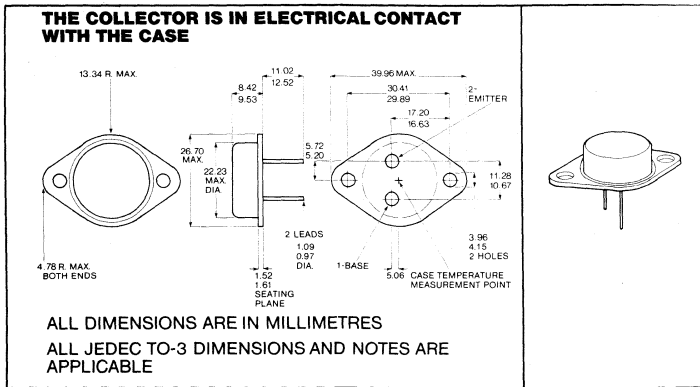 THE COLLECTOR IS IN ELECTRICAL CONTACT
WITH THE CASE
13.34 R. MAX.
8.42
9.53
11.02
12.52
39.96 MAX.
30.41
29.89
2-
EMITTER
17.20
16.63
26.70
MAX.
22.23
MAX.
DIA.
5.72
5.20
11.28
10.67
2 LEADS
1.09
0.97
DIA.
3.96
4.15
2 HOLES
4.78 R. MAX.
BOTH ENDS
1-BASE
5.06
CASE TEMPERATURE
MEASUREMENT POINT
1.52
1.61
SEATING
PLANE
ALL DIMENSIONS ARE IN MILLIMETRES
ALL JEDEC TO-3 DIMENSIONS AND NOTES ARE
APPLICABLE